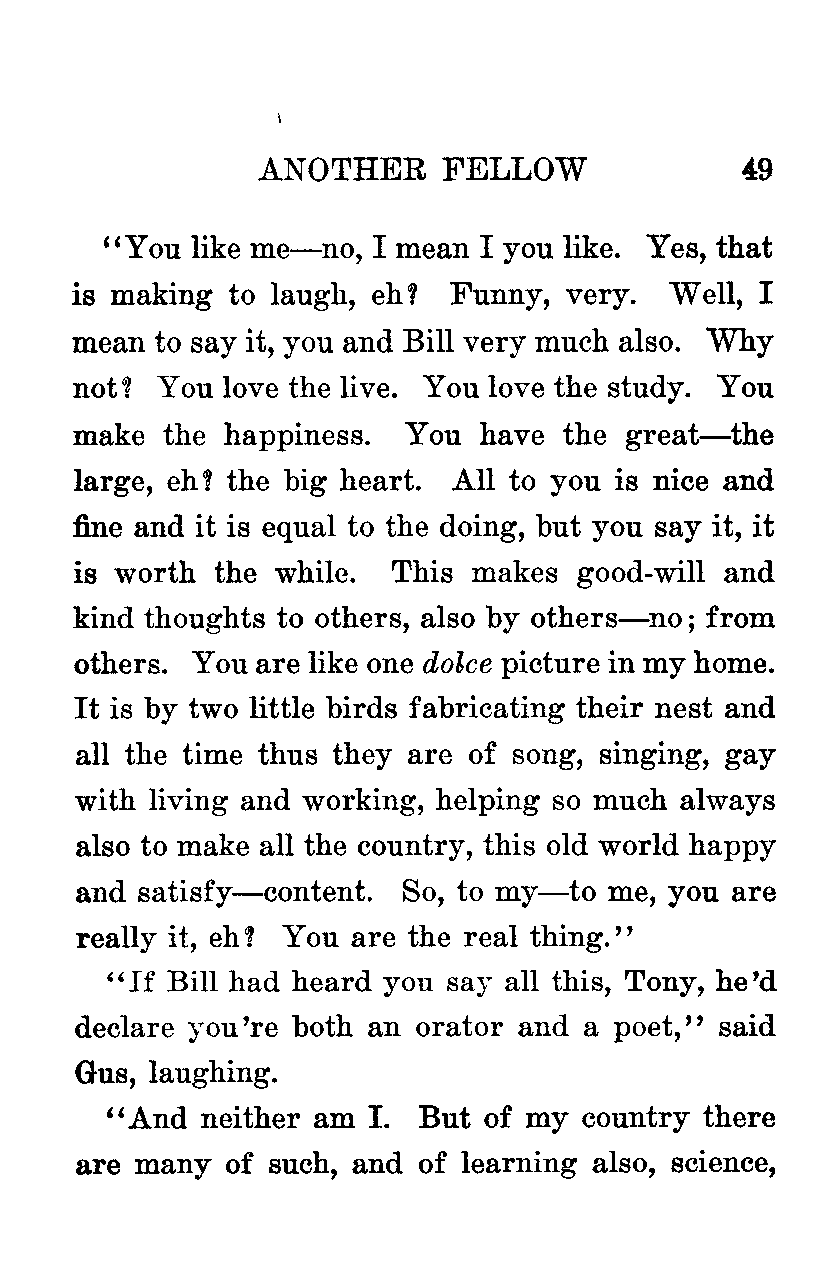 ANOTHER FELLOW 49
“You like me—no, I mean I you like. Yes, that
is making to laugh, eh? Funny, very. Well, I
mean to say it, you and Bill very much also. Why
not? You love the live. You love the study. You
make the happiness. You have the great—the
large, eh? the big heart. All to you is nice and
fine and it is equal to the doing, but you say it, it
is worth the while. This makes good-will and
kind thoughts to others, also by others—no; from
others. You are like one dolce picture in my home.
It is by two little birds fabricating their nest and
all the time thus they are of song, singing, gay
with living and working, helping so much always
also to make all the country, this old world happy
and satisfy—content. So, to my—to me, you are
really it, eh? You are the real thing.”
“If Bill had heard you say all this, Tony, he’d
declare you’re both an orator and a poet,” said
Gus, laughing.
“And neither am I. But of my country there
are many of such, and of learning also, science,